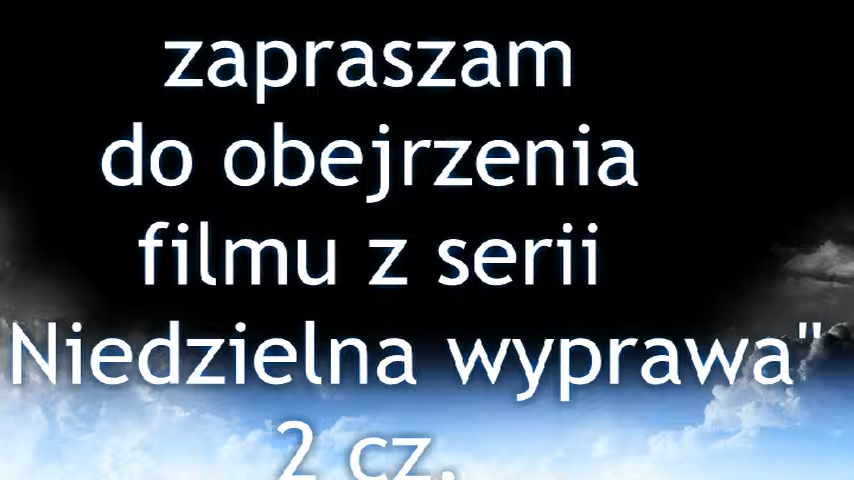 zapraszam
do obejrzenia
filmu z serii
Niedzielna wyprawa"
2 cz.